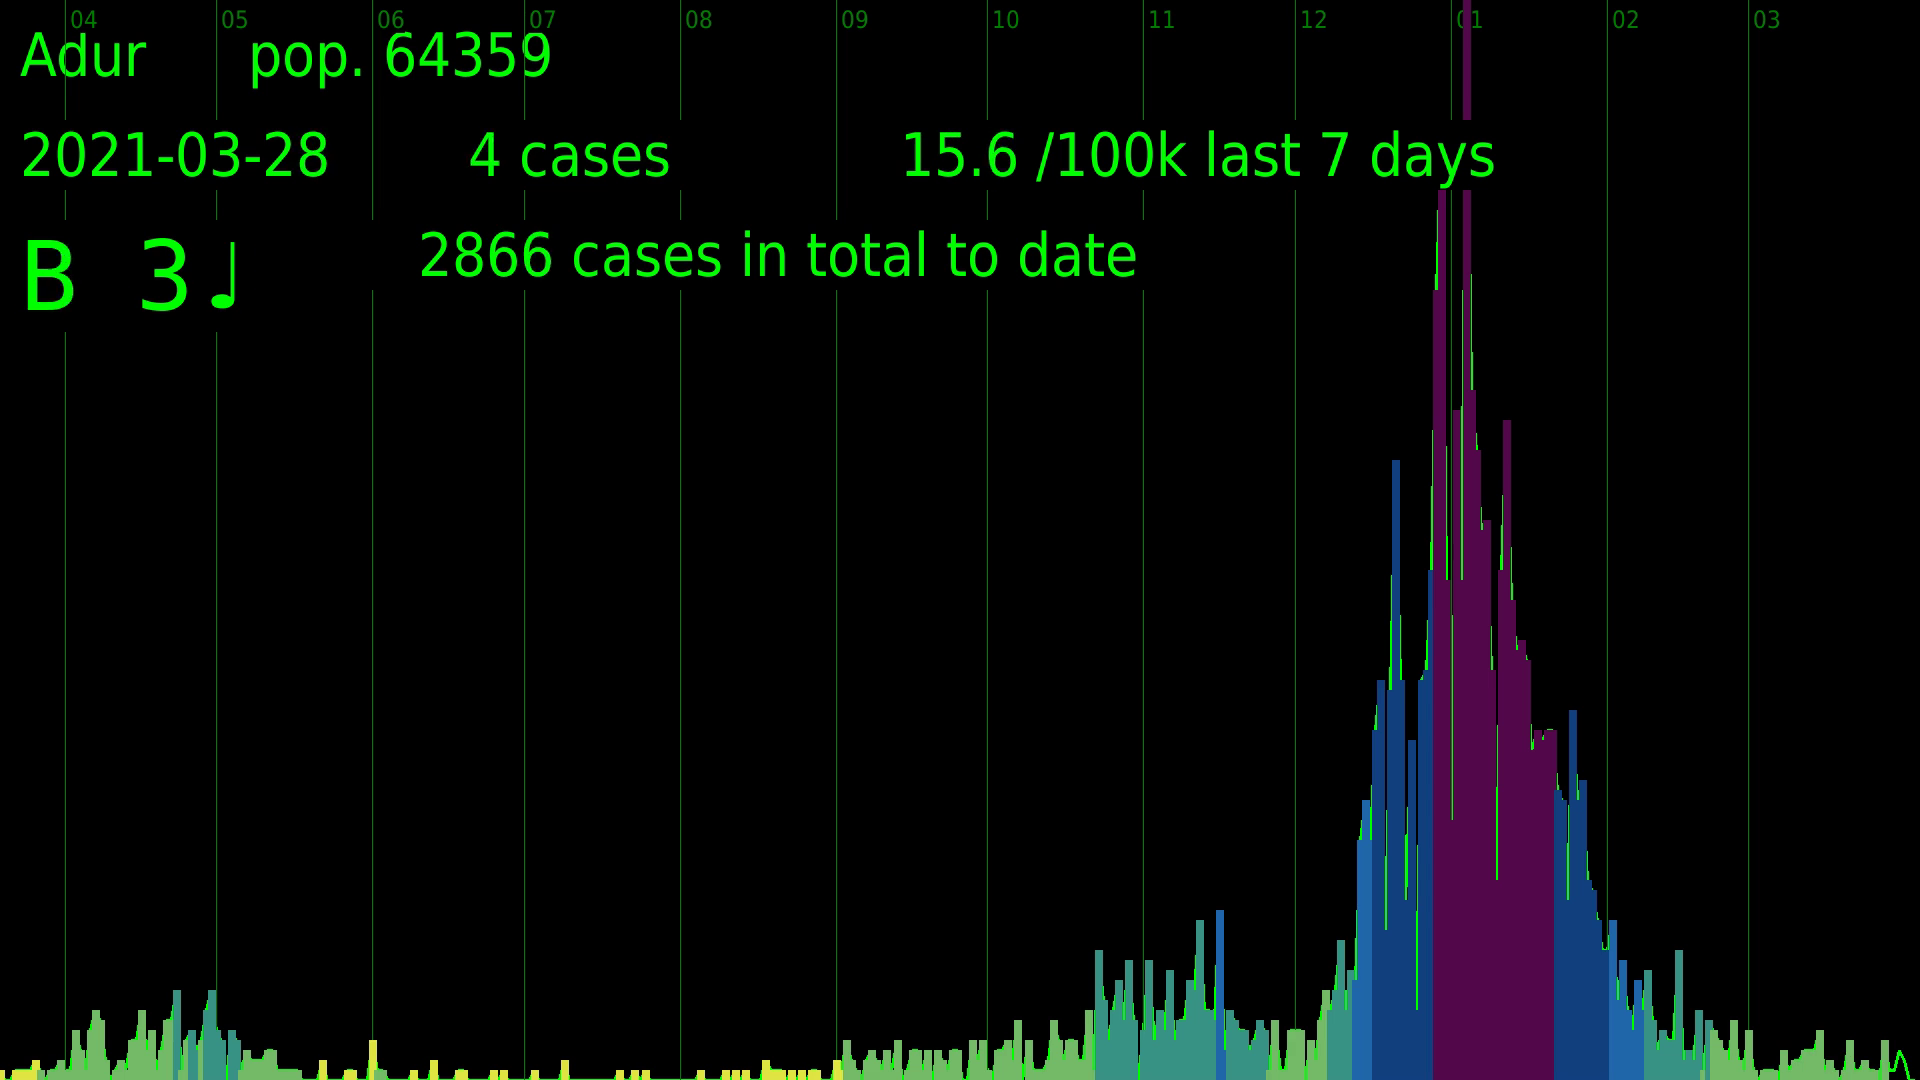 04 05 06 07 08 09 10 11 12 01 02 03
Adur pop. 64359
2021-03-28 4 cases 15.6 /100k last 7 days
B 3♩ 2866 cases in total to date